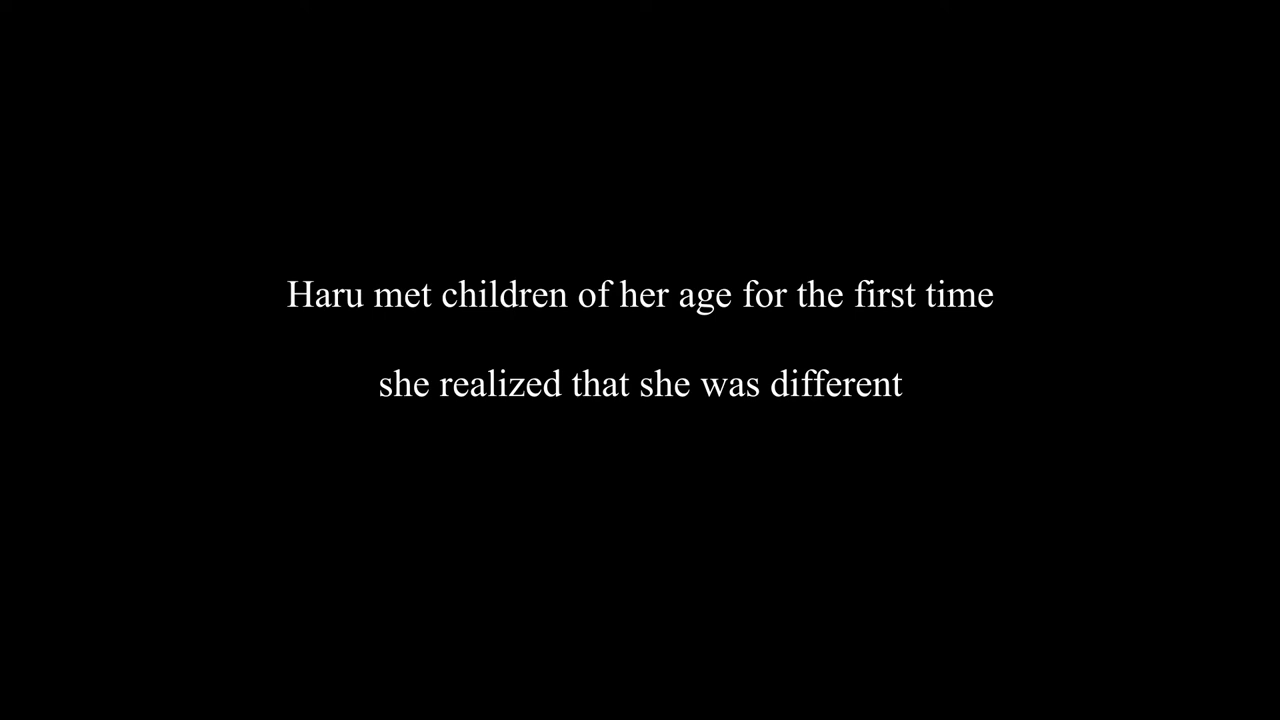 Haru met children of her age for the first time
she realized that she was different